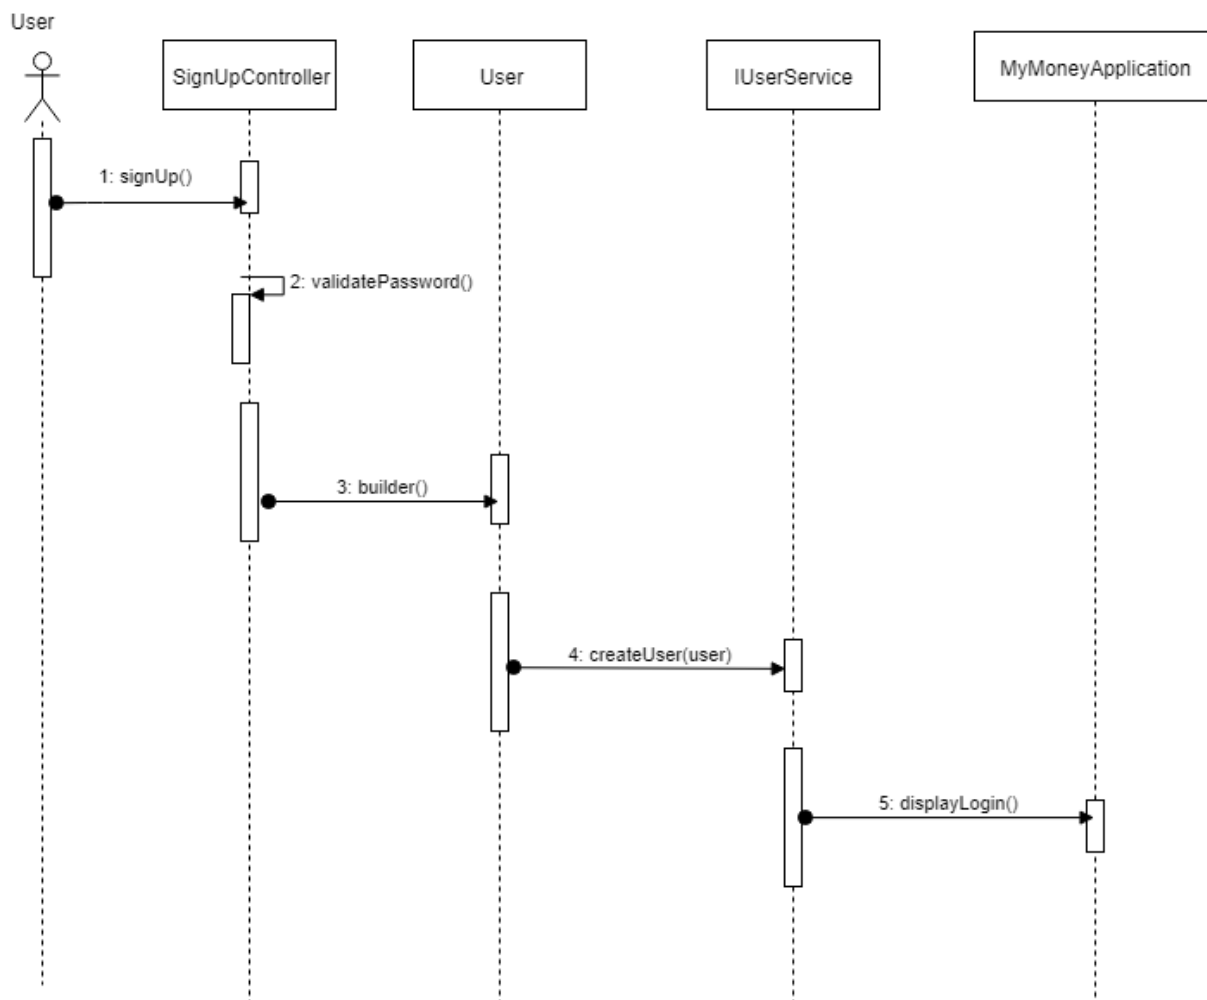 User
SignUpController
User
IUserService
MyMoneyApplication
1: signUp()
2: validatePassword()
3: builder()
4: createUser(user)
5: displayLogin()